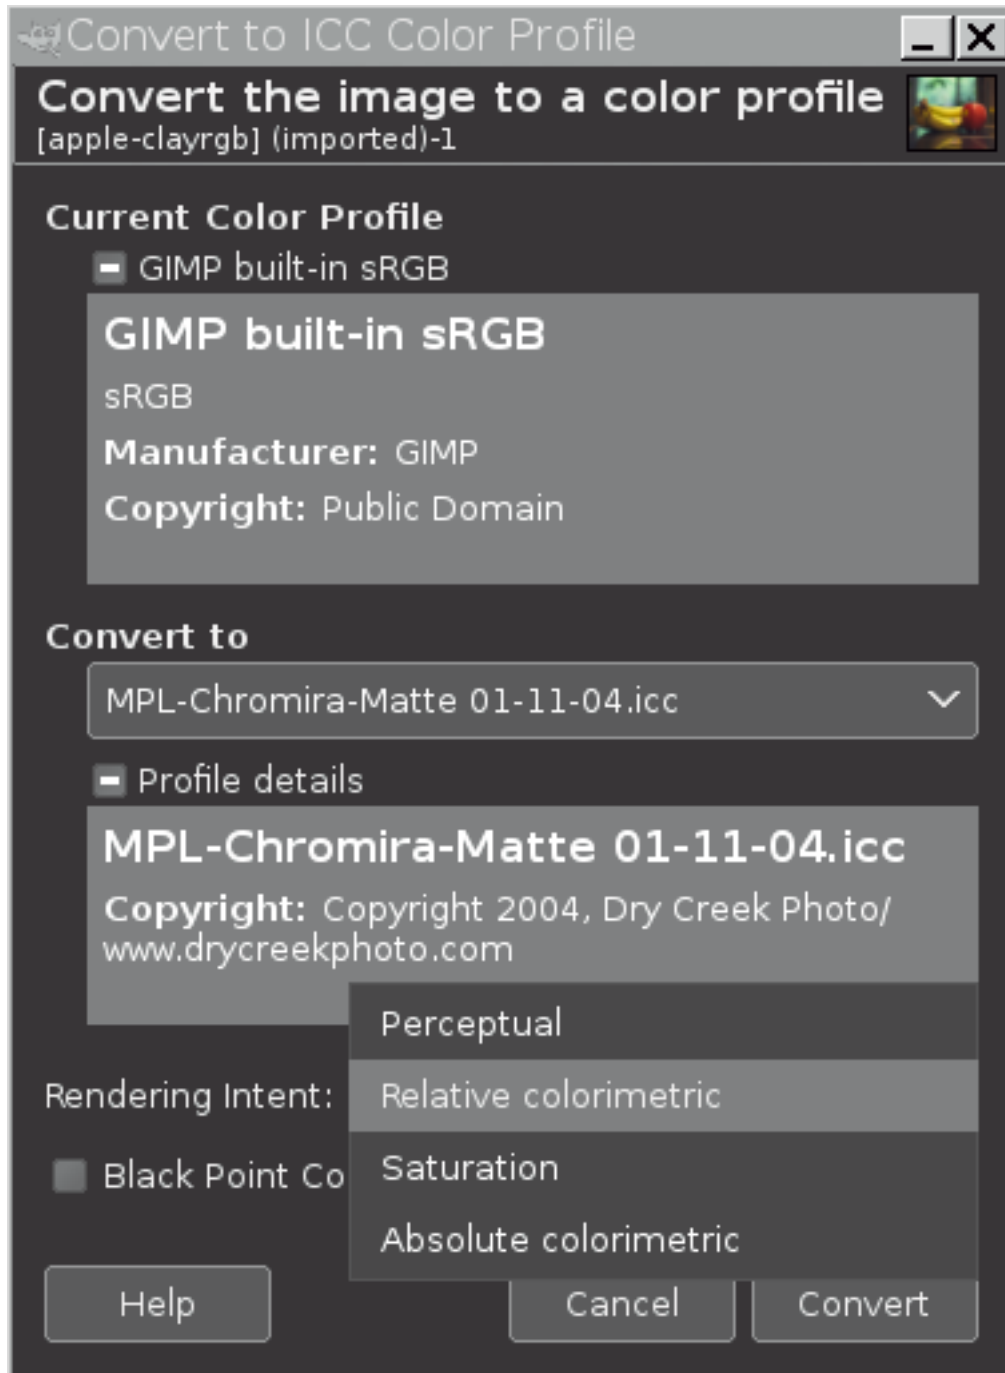 Convert to ICC Color Profile
Convert the image to a color profile
[apple-clayrgb] (imported)-1
Current Color Profile
GIMP built-in sRGB
GIMP built-in sRGB
sRGB
Manufacturer: GIMP
Copyright: Public Domain
Convert to
MPL-Chromira-Matte 01-11-04.icc
Profile details
MPL-Chromira-Matte 01-11-04.icc
Copyright: Copyright 2004, Dry Creek Photo/
www.drycreekphoto.com
Perceptual
Rendering Intent: Relative colorimetric
Black Point Co
Saturation
Absolute colorimetric
Help Cancel Convert